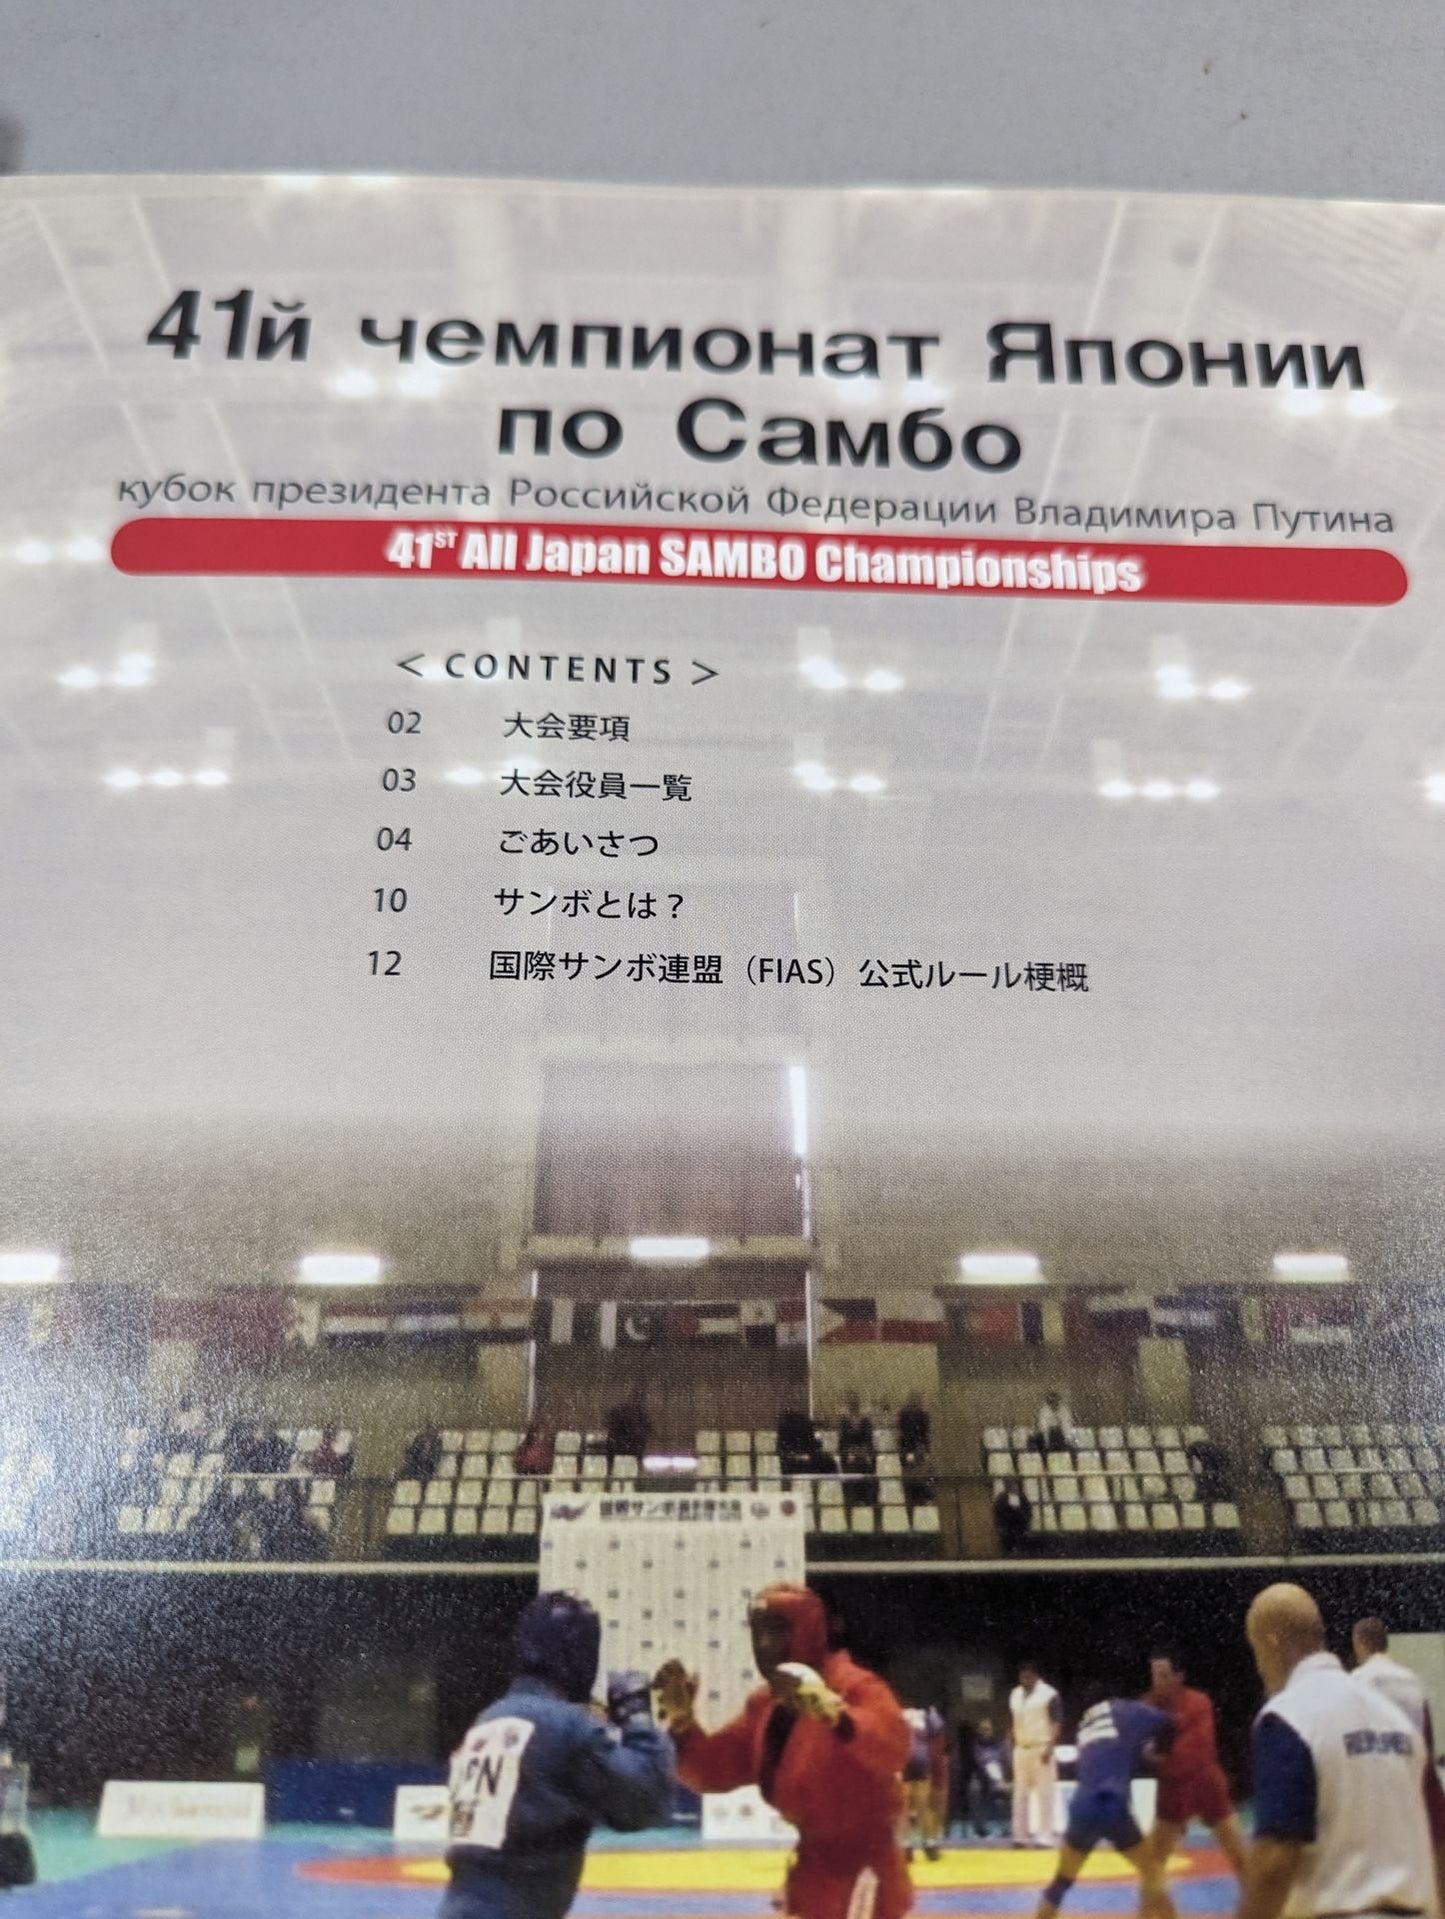 41й чемпионат Японии
по Самбо
кубок президента Российской Федерации Владимира Путина
41ST All Japan SAMBO Championships
< CONTENTS >
02 大会要項
03 大会役員一覧
04 ごあいさつ
10 サンボとは？
12 国際サンボ連盟（FIAS）公式ルール梗概